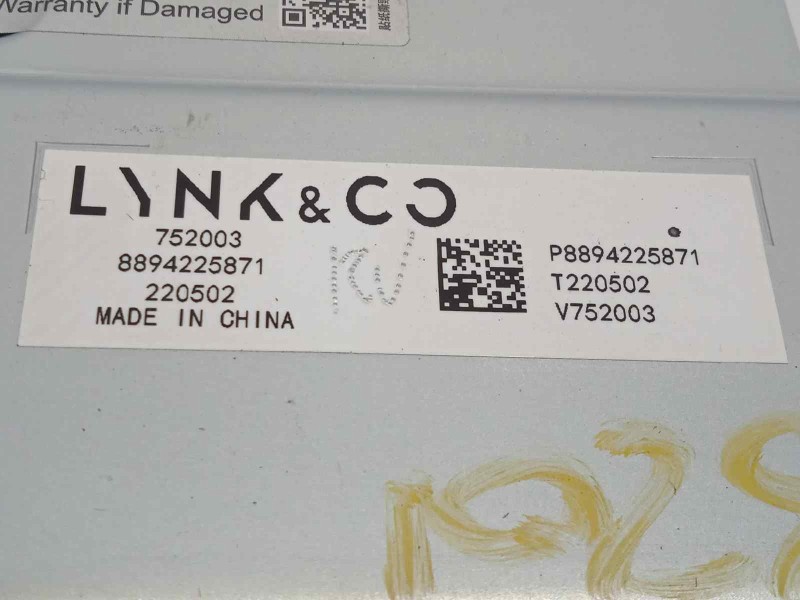 Warranty if Damaged
LYNK & CO
752003
8894225871
220502
MADE IN CHINA
P8894225871
T220502
V752003